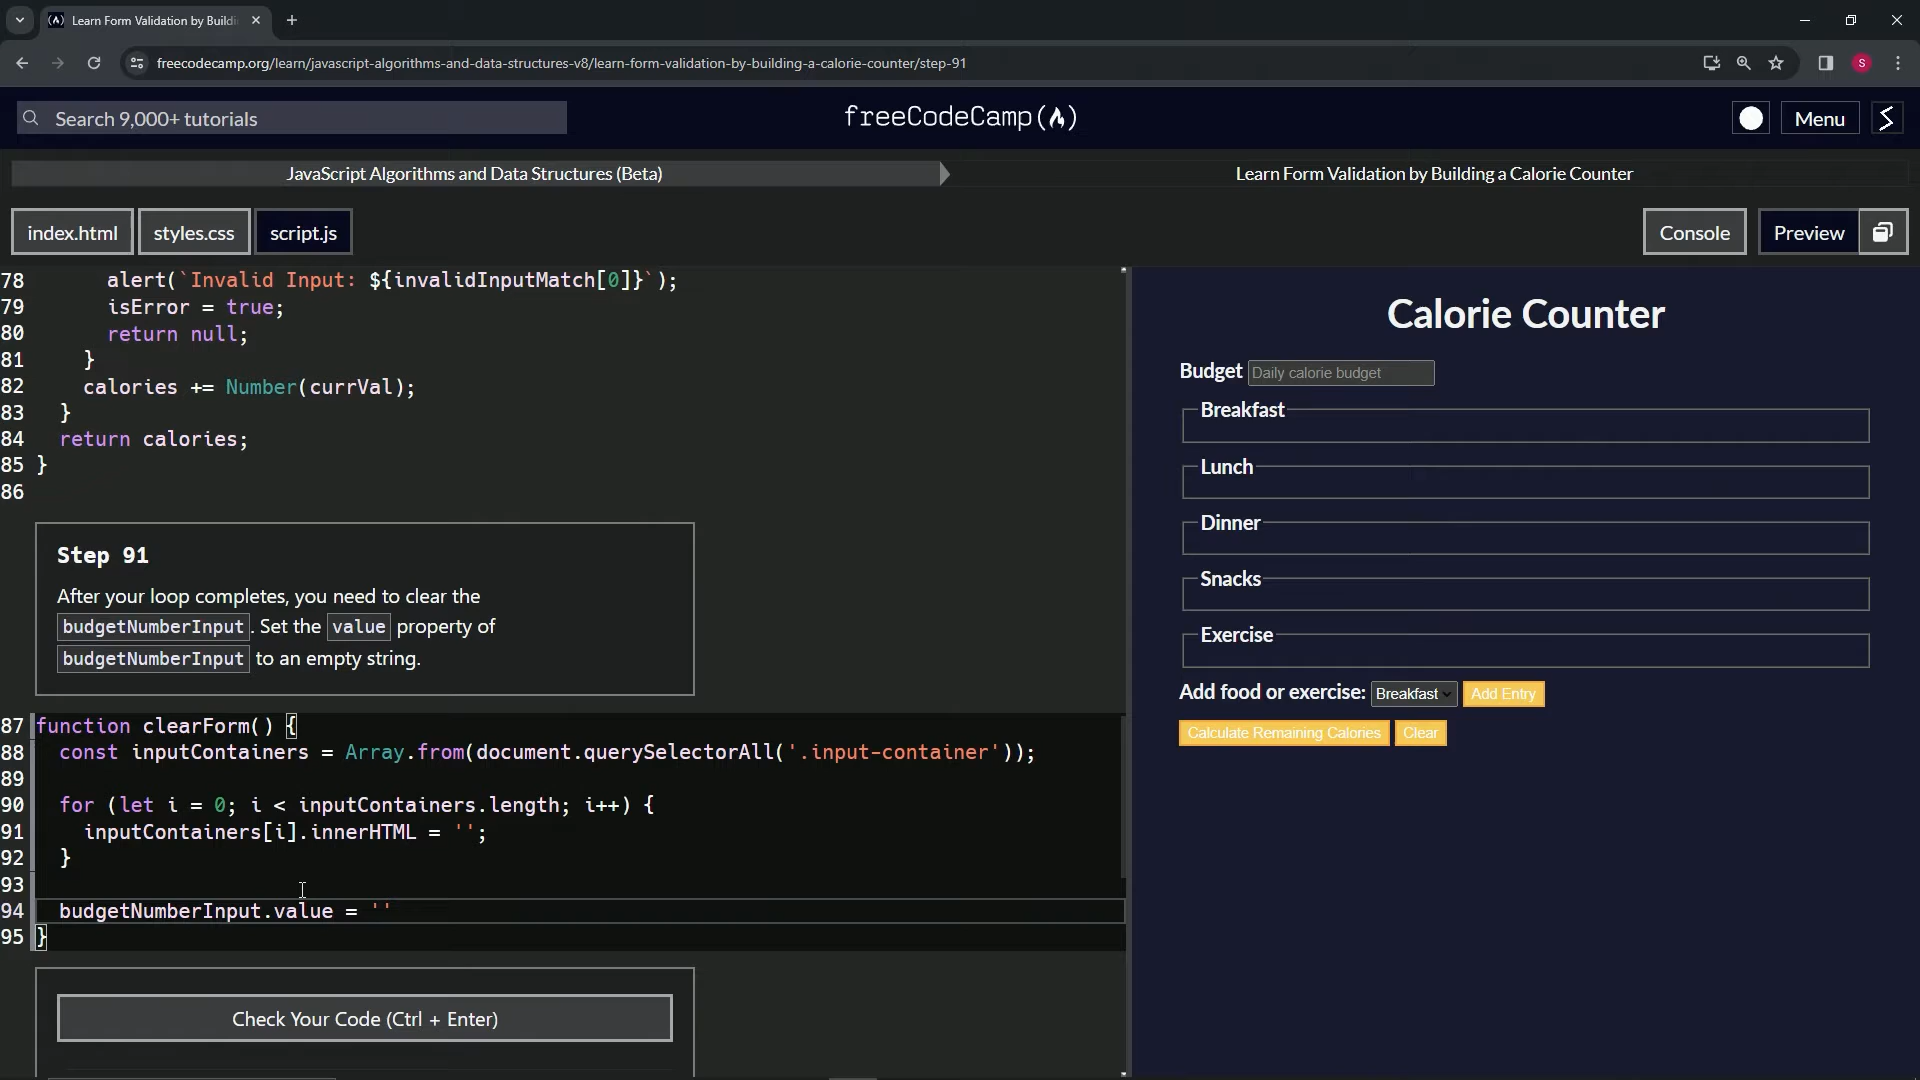 Learn Form Validation by Buildi
freecodecamp.org/learn/javascript-algorithms-and-data-structures-v8/learn-form-validation-by-building-a-calorie-counter/step-91
S
Search 9,000+ tutorials
freeCodeCamp(🔥)
Menu
JavaScript Algorithms and Data Structures (Beta)
Learn Form Validation by Building a Calorie Counter
index.html
styles.css
script.js
Console
Preview
78 alert(`Invalid Input: ${invalidInputMatch[0]}`);
79 isError = true;
80 return null;
81 }
82 calories += Number(currVal);
83 }
84 return calories;
85 }
86
Step 91
After your loop completes, you need to clear the
budgetNumberInput. Set the value property of
budgetNumberInput to an empty string.
87 function clearForm() {
88 const inputContainers = Array.from(document.querySelectorAll('.input-container'));
89
90 for (let i = 0; i < inputContainers.length; i++) {
91 inputContainers[i].innerHTML = '';
92 }
93
94 budgetNumberInput.value = ''
95 }
Check Your Code (Ctrl + Enter)
Calorie Counter
Budget Daily calorie budget
Breakfast
Lunch
Dinner
Snacks
Exercise
Add food or exercise: Breakfast Add Entry
Calculate Remaining Calories Clear